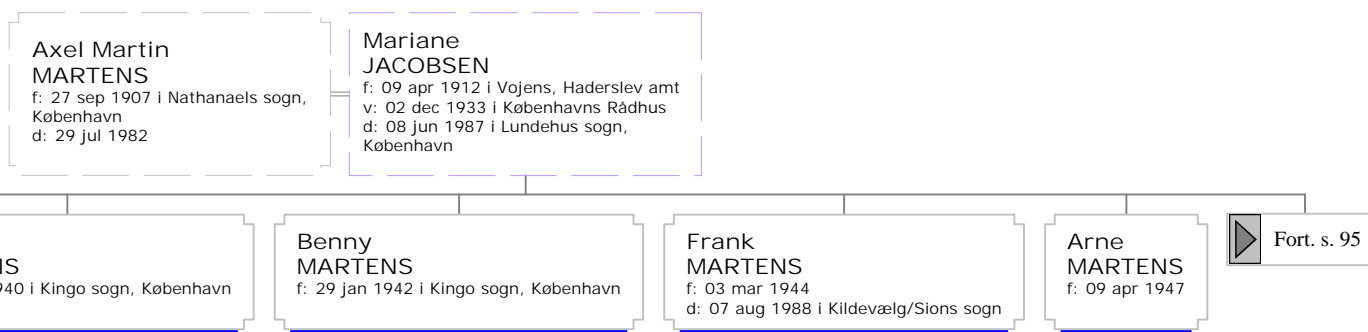 Axel Martin
MARTENS
f: 27 sep 1907 i Nathanaels sogn,
København
d: 29 jul 1982
Mariane
JACOBSEN
f: 09 apr 1912 i Vojens, Haderslev amt
v: 02 dec 1933 i Københavns Rådhus
d: 08 jun 1987 i Lundehus sogn,
København
NS
940 i Kingo sogn, København
Benny
MARTENS
f: 29 jan 1942 i Kingo sogn, København
Frank
MARTENS
f: 03 mar 1944
d: 07 aug 1988 i Kildevælg/Sions sogn
Arne
MARTENS
f: 09 apr 1947
Fort. s. 95